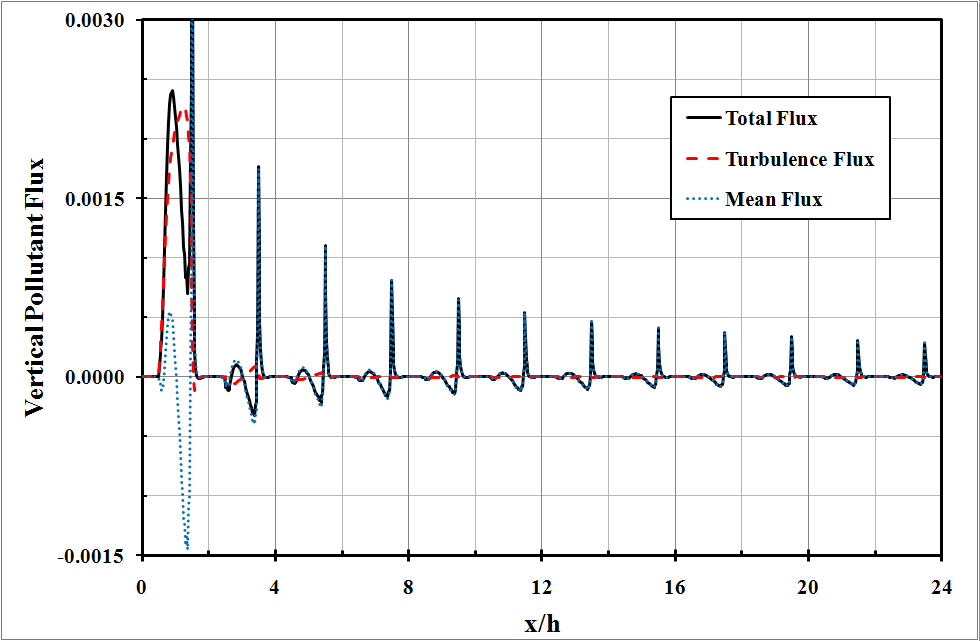 0.0030
Total Flux
Turbulence Flux
Mean Flux
0.0015
0.0000
-0.0015
Vertical Pollutant Flux
0 4 8 12 16 20 24
x/h